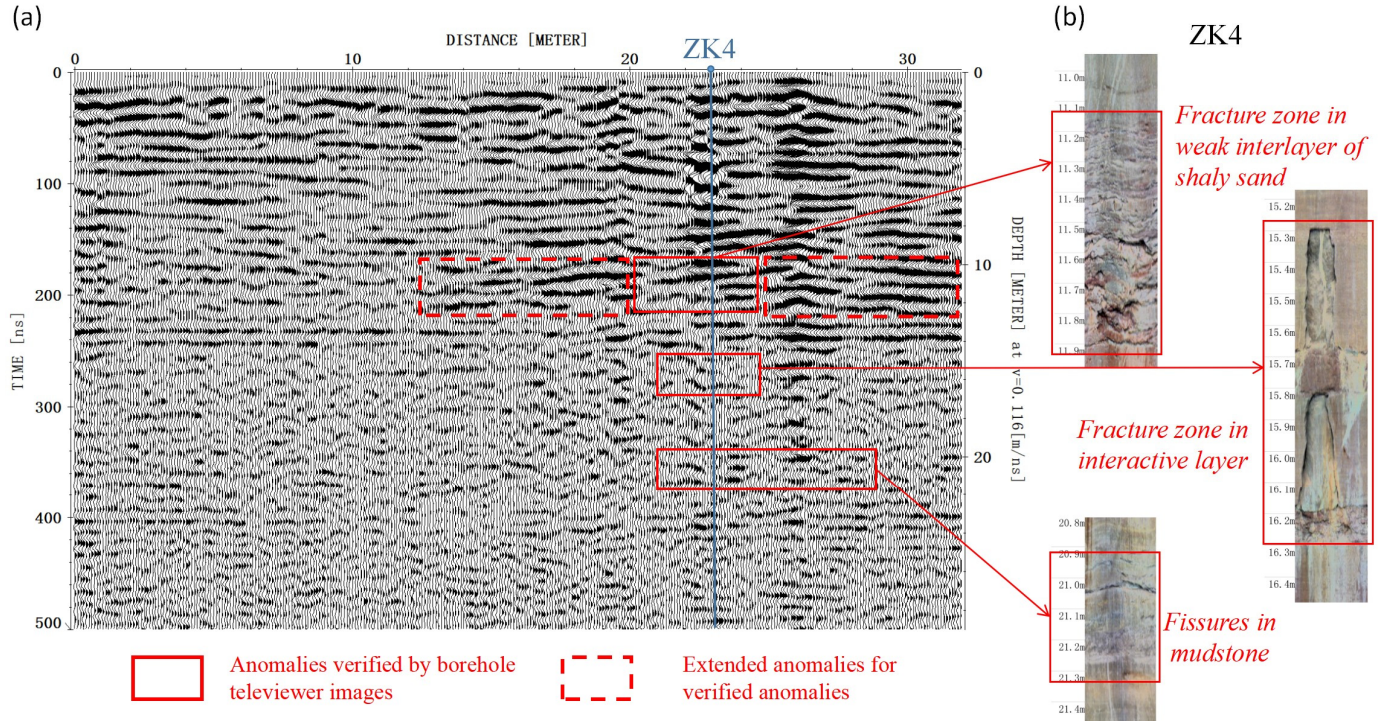 (a)
(b)
DISTANCE [METER]
ZK4
ZK4
0
10
20
30
0
100
200
300
400
500
TIME [ns]
0
10
20
DEPTH [METER] at v=0.116[m/ns]
11.0m
11.1m
11.2m
11.3m
11.4m
11.5m
11.6m
11.7m
11.8m
11.9m
Fracture zone in
weak interlayer of
shaly sand
15.2m
15.3m
15.4m
15.5m
15.6m
15.7m
15.8m
15.9m
16.0m
16.1m
16.2m
16.3m
16.4m
Fracture zone in
interactive layer
20.8m
20.9m
21.0m
21.1m
21.2m
21.3m
21.4m
Fissures in
mudstone
Anomalies verified by borehole
televiewer images
Extended anomalies for
verified anomalies